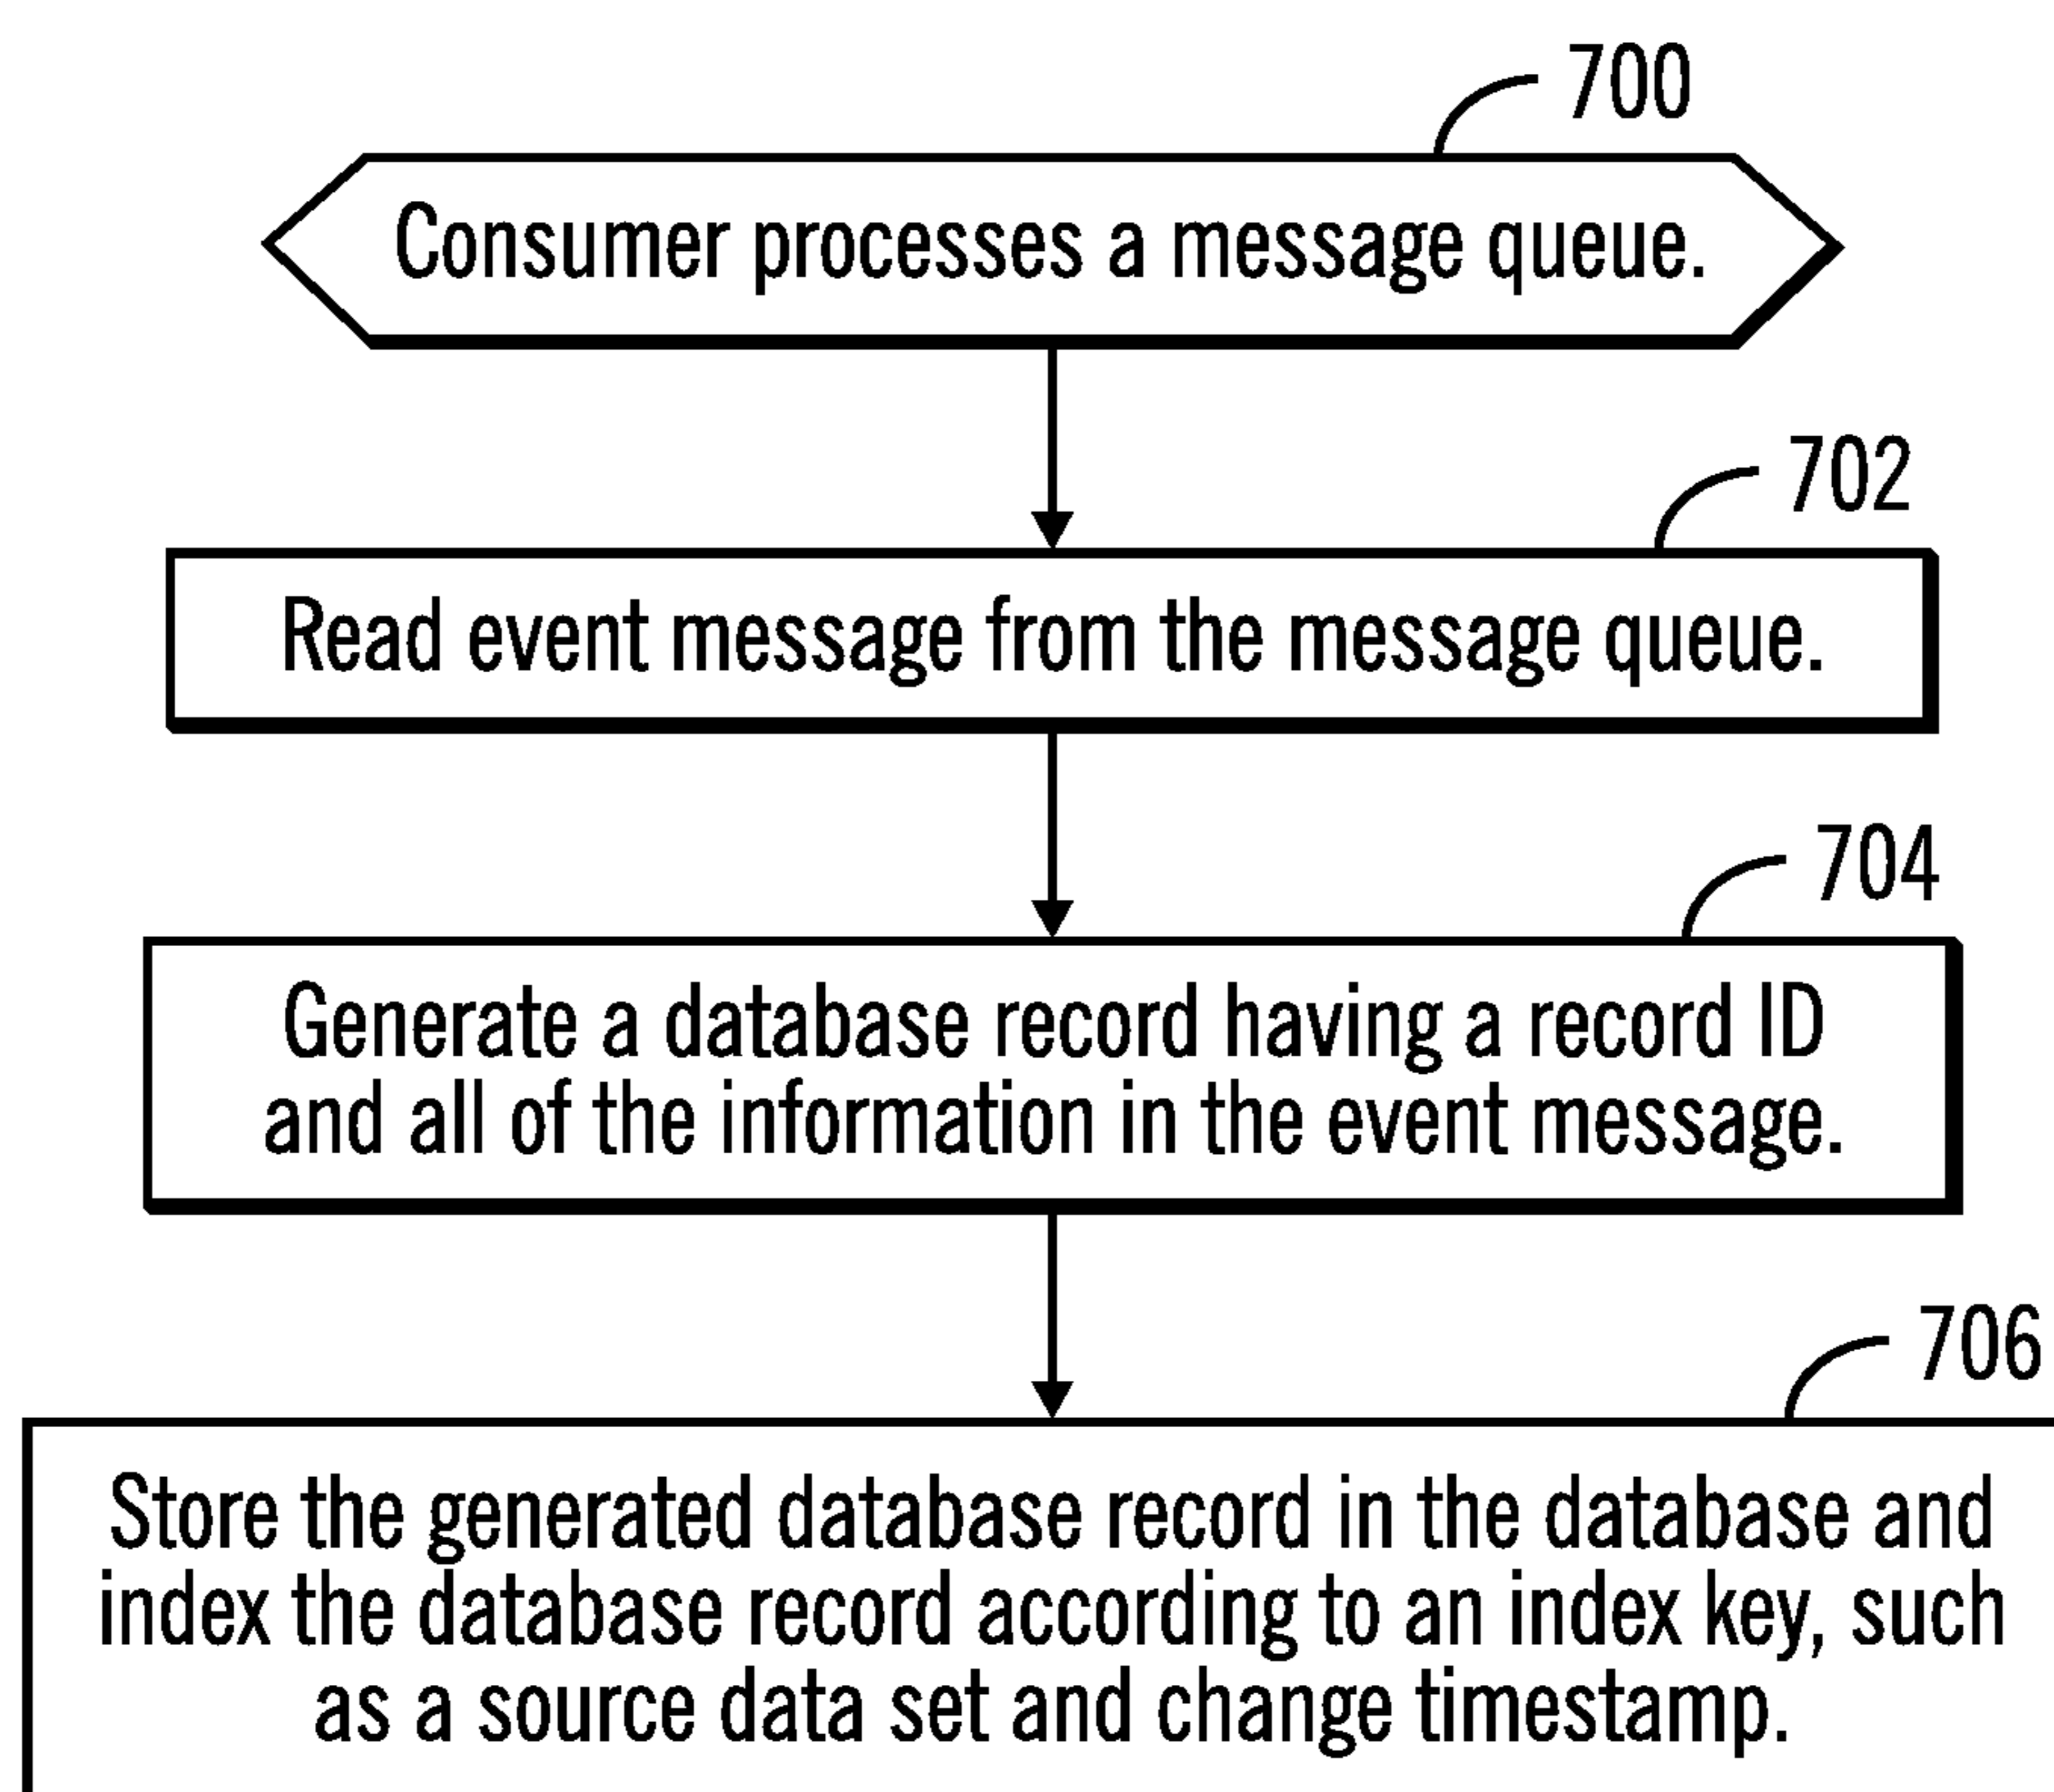 700
Consumer processes a message queue.
702
Read event message from the message queue.
704
Generate a database record having a record ID
and all of the information in the event message.
706
Store the generated database record in the database and
index the database record according to an index key, such
as a source data set and change timestamp.